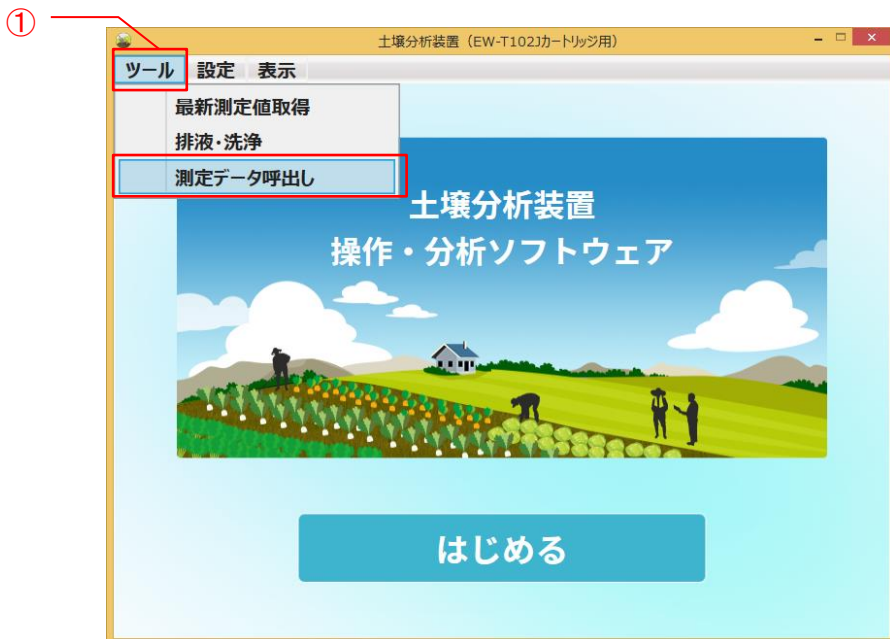 ①
土壌分析装置（EW-T102Jカートリッジ用）
ツール 設定 表示
最新測定値取得
排液・洗浄
測定データ呼出し
土壌分析装置
操作・分析ソフトウェア
はじめる